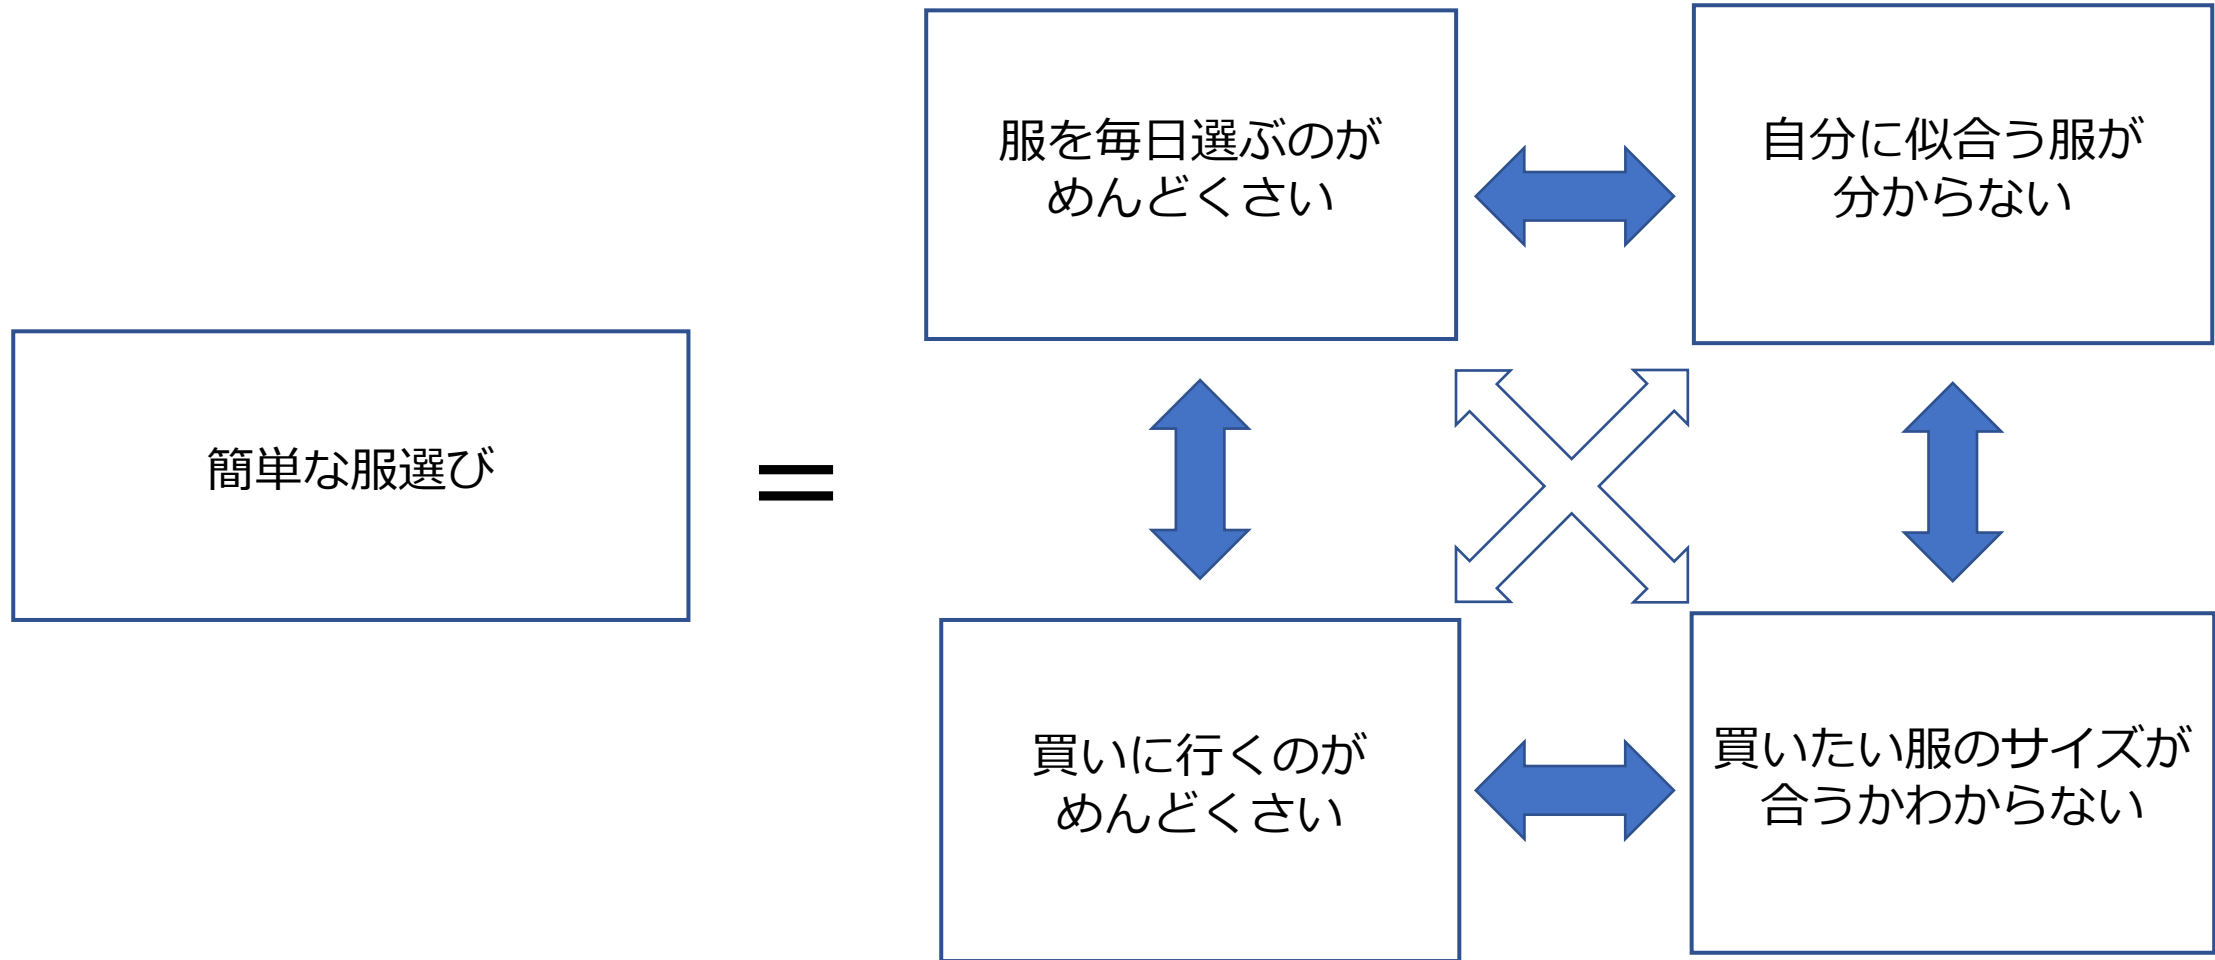 服を毎日選ぶのが
めんどくさい
自分に似合う服が
分からない
簡単な服選び
=
買いに行くのが
めんどくさい
買いたい服のサイズが
合うかわからない